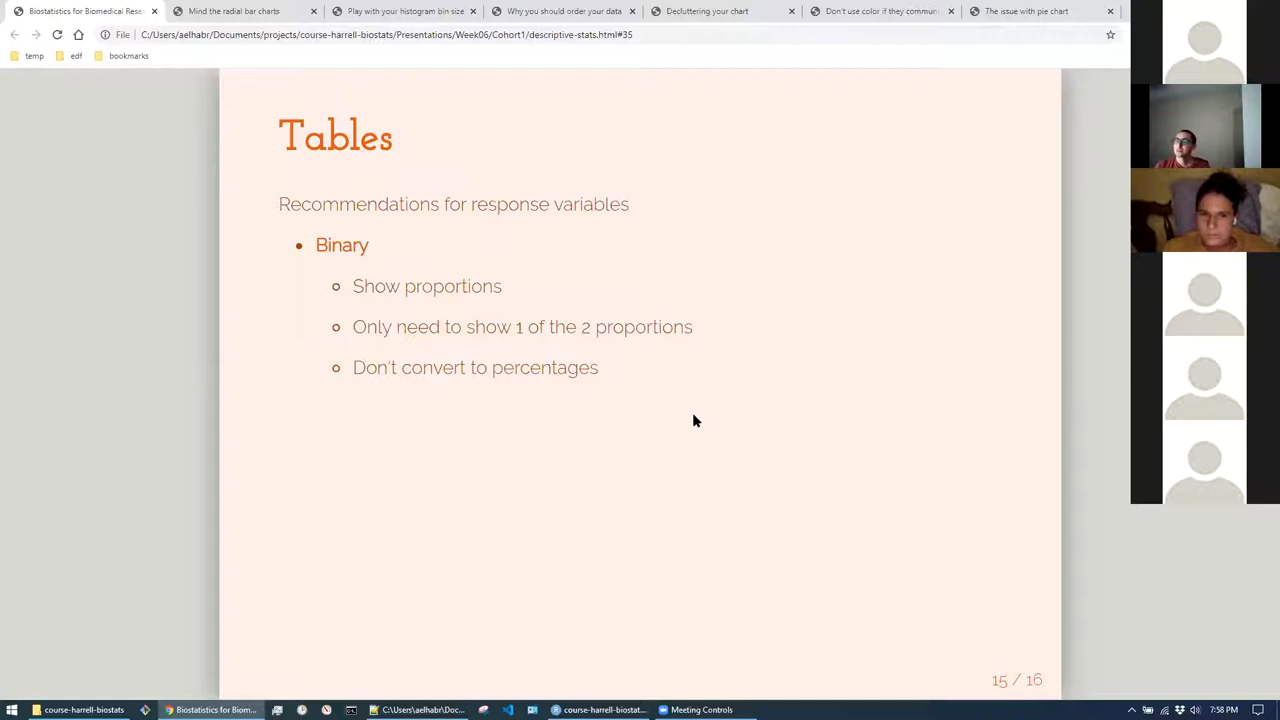 Biostatistics for Biomedical Rese
Mind the radial bar charts
Play with your histogram bin size
Why you should order your data
Decluttering your chart
Don't use color if they communi
The issue with pie chart
File
C:/Users/aelhabr/Documents/projects/course-harrell-biostats/Presentations/Week06/Cohort1/descriptive-stats.html#35
temp
edf
bookmarks
Tables
Recommendations for response variables
Binary
Show proportions
Only need to show 1 of the 2 proportions
Don't convert to percentages
15 / 16
course-harrell-biostats
Biostatistics for Biom...
C:\Users\aelhabr\Doc...
course-harrell-biostat...
Meeting Controls
7:58 PM